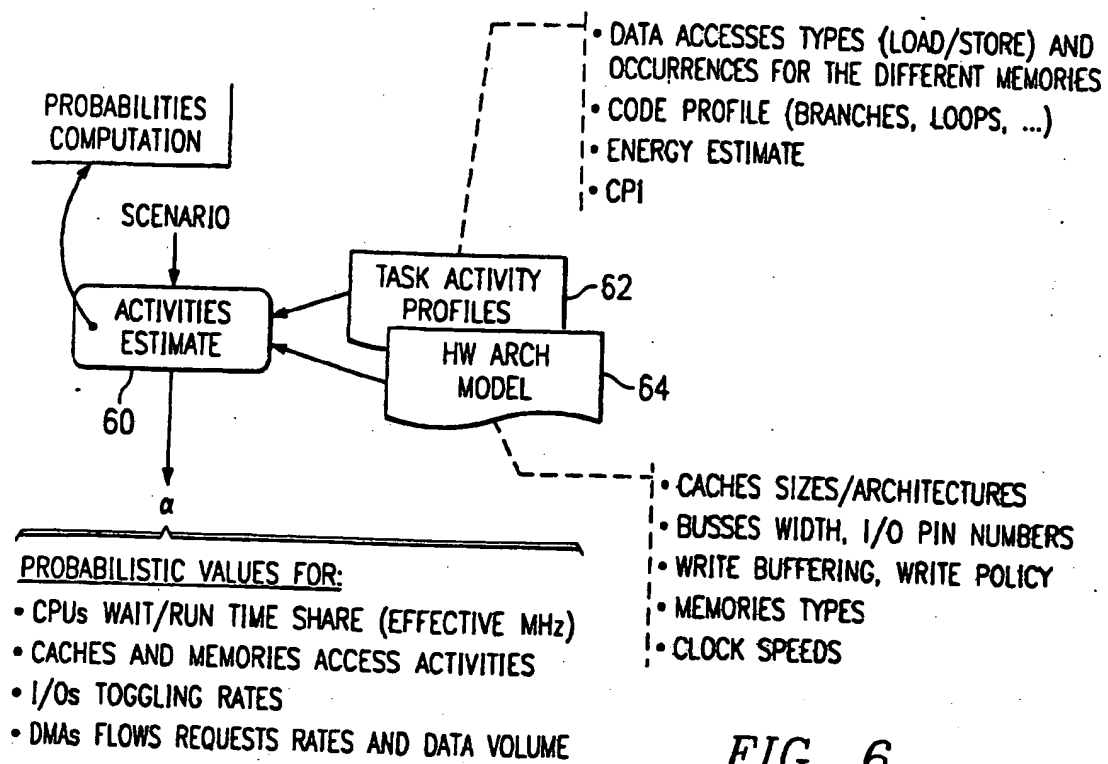 • DATA ACCESSES TYPES (LOAD/STORE) AND
OCCURRENCES FOR THE DIFFERENT MEMORIES
• CODE PROFILE (BRANCHES, LOOPS, ...)
• ENERGY ESTIMATE
• CPI
PROBABILITIES
COMPUTATION
SCENARIO
ACTIVITIES
ESTIMATE
60
TASK ACTIVITY
PROFILES
62
HW ARCH
MODEL
64
α
PROBABILISTIC VALUES FOR:
• CPUs WAIT/RUN TIME SHARE (EFFECTIVE MHz)
• CACHES AND MEMORIES ACCESS ACTIVITIES
• I/Os TOGGLING RATES
• DMAs FLOWS REQUESTS RATES AND DATA VOLUME
• CACHES SIZES/ARCHITECTURES
• BUSSES WIDTH, I/O PIN NUMBERS
• WRITE BUFFERING, WRITE POLICY
• MEMORIES TYPES
• CLOCK SPEEDS
FIG. 6